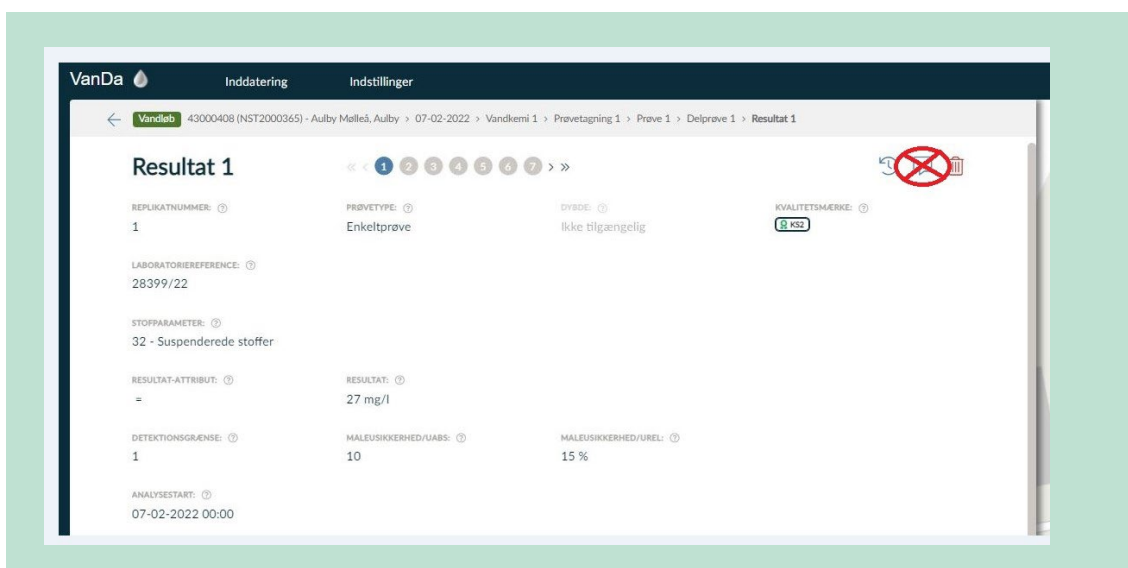 VanDa Inddatering Indstillinger
Vandløb 43000408 (NST2000365) - Aulby Mølleå, Aulby > 07-02-2022 > Vandkemi 1 > Prøvetagning 1 > Prøve 1 > Delprøve 1 > Resultat 1
Resultat 1 « < 1 2 3 4 5 6 7 > »
REPLIKATNUMMER: PRØVETYPE: DYBDE: KVALITETSMÆRKE:
1 Enkeltprøve Ikke tilgængelig KS2
LABORATORIEREFERENCE:
28399/22
STOFPARAMETER:
32 - Suspenderede stoffer
RESULTAT-ATTRIBUT: RESULTAT:
= 27 mg/l
DETEKTIONSGRÆNSE: MALEUSIKKERHED/UABS: MALEUSIKKERHED/UREL:
1 10 15 %
ANALYSESTART:
07-02-2022 00:00